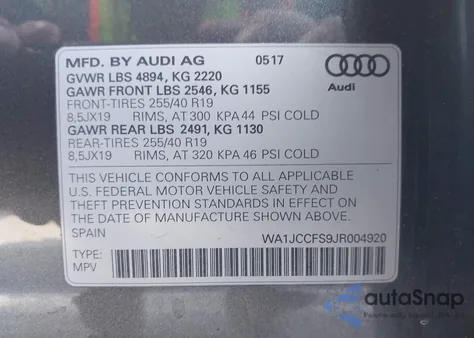 MFD. BY AUDI AG 0517
GVWR LBS 4894, KG 2220
GAWR FRONT LBS 2546, KG 1155
FRONT-TIRES 255/40 R19
8,5JX19 RIMS, AT 300 KPA 44 PSI COLD
GAWR REAR LBS 2491, KG 1130
REAR-TIRES 255/40 R19
8,5JX19 RIMS, AT 320 KPA 46 PSI COLD
Audi
THIS VEHICLE CONFORMS TO ALL APPLICABLE
U.S. FEDERAL MOTOR VEHICLE SAFETY AND
THEFT PREVENTION STANDARDS IN EFFECT ON
THE DATE OF MANUFACTURE SHOWN ABOVE.
SPAIN WA1JCCFS9JR004920
TYPE:
MPV
autoSnap